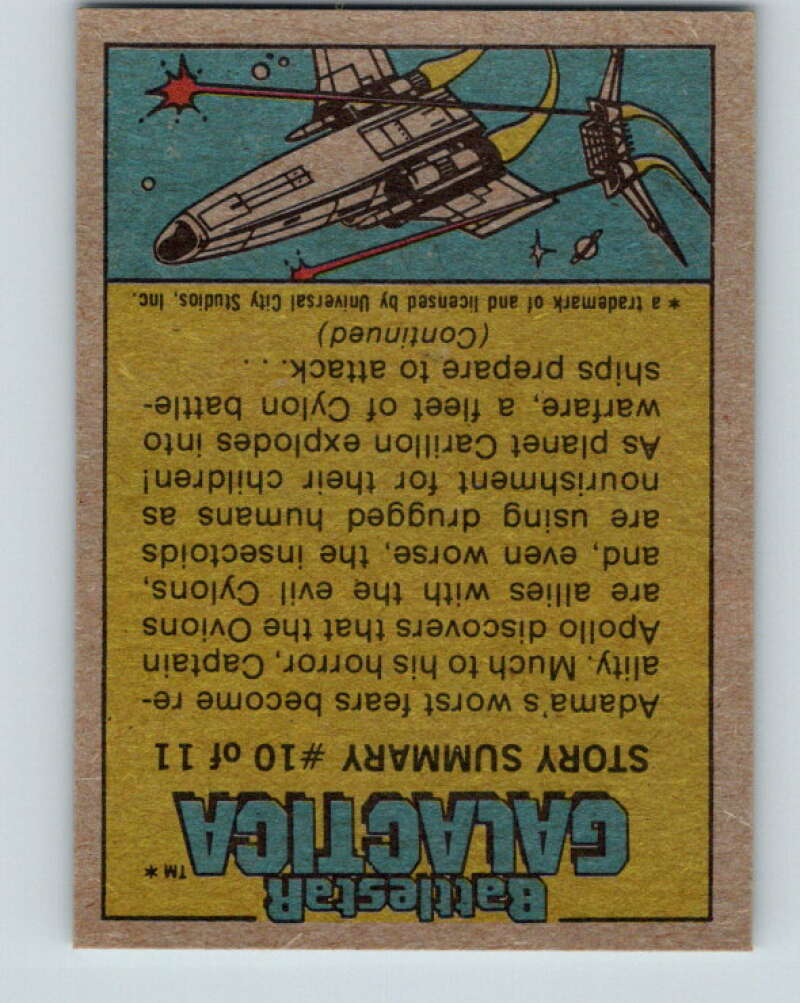 BattlestaR
GALACTICA™*
STORY SUMMARY #10 of 11
Adama's worst fears become re-
ality. Much to his horror, Captain
Apollo discovers that the Ovions
are allies with the evil Cylons,
and, even worse, the insectoids
are using drugged humans as
nourishment for their children!
As planet Carillon explodes into
warfare, a fleet of Cylon battle-
ships prepare to attack. . .
(Continued)
* a trademark of and licensed by Universal City Studios, Inc.